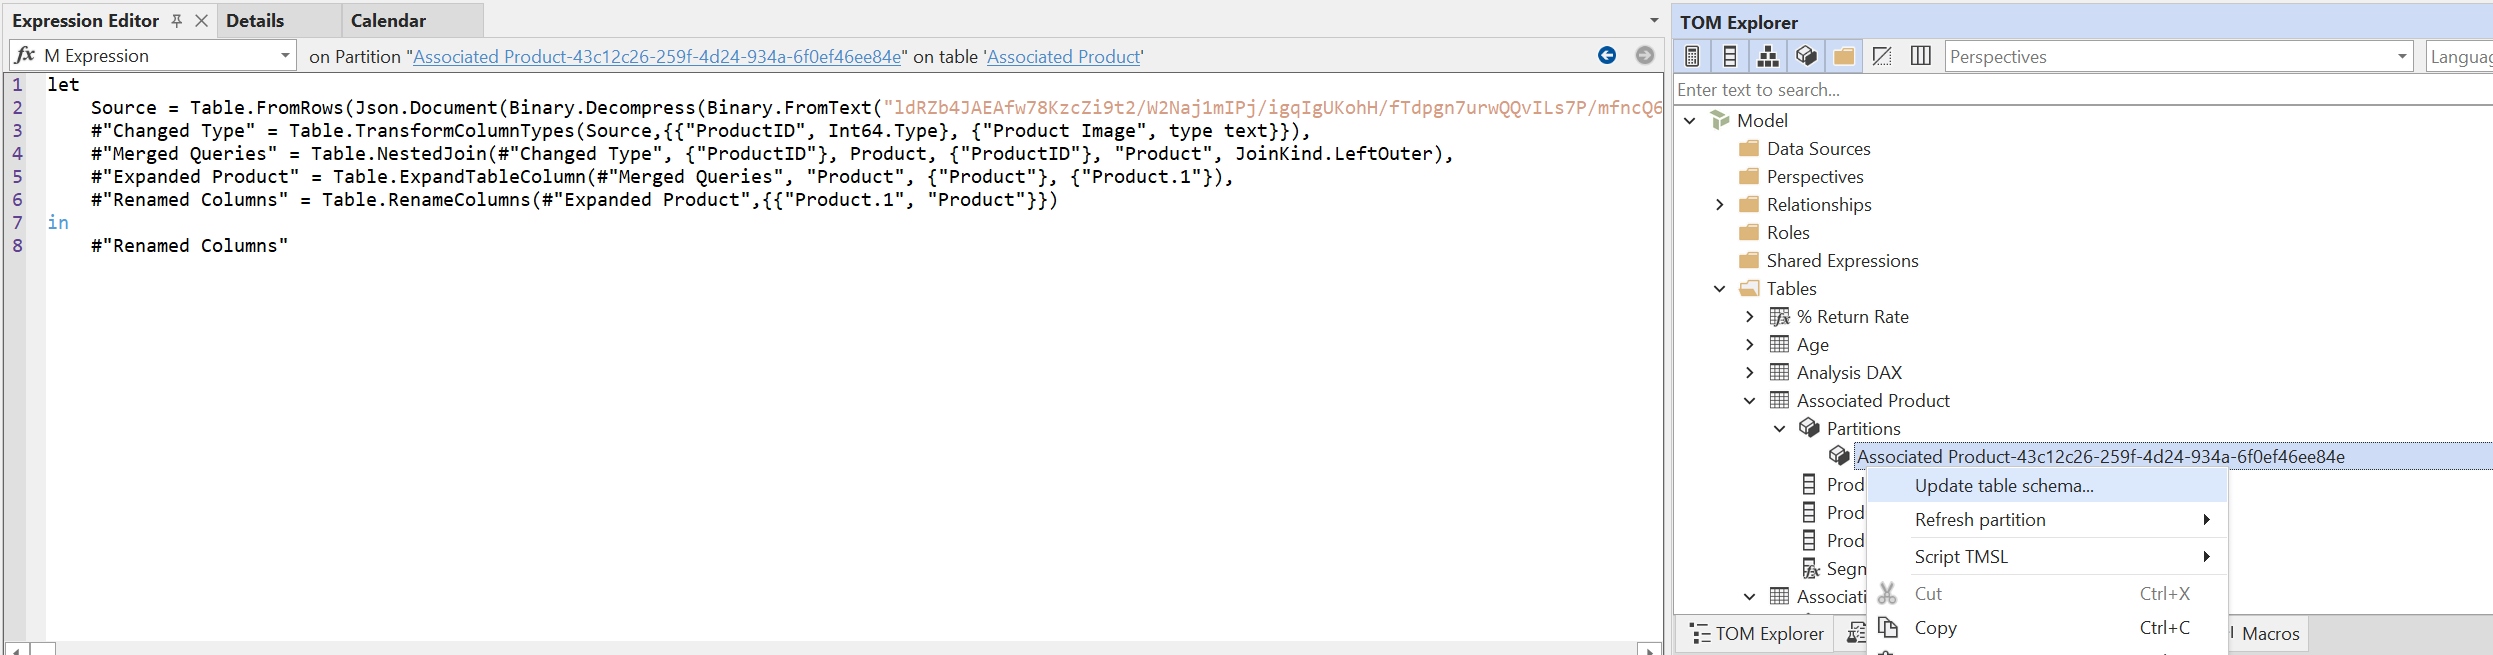 Expression Editor
Details
Calendar
fx M Expression
on Partition "Associated Product-43c12c26-259f-4d24-934a-6f0ef46ee84e" on table 'Associated Product'
1 let
2 Source = Table.FromRows(Json.Document(Binary.Decompress(Binary.FromText("ldRZb4JAEAfw78KzcZi9t2/W2Naj1mIPj/igqIgUKohH/fTdpgn7urwQQvILs7P/mfncQ6
3 #"Changed Type" = Table.TransformColumnTypes(Source,{{"ProductID", Int64.Type}, {"Product Image", type text}}),
4 #"Merged Queries" = Table.NestedJoin(#"Changed Type", {"ProductID"}, Product, {"ProductID"}, "Product", JoinKind.LeftOuter),
5 #"Expanded Product" = Table.ExpandTableColumn(#"Merged Queries", "Product", {"Product"}, {"Product.1"}),
6 #"Renamed Columns" = Table.RenameColumns(#"Expanded Product",{{"Product.1", "Product"}})
7 in
8 #"Renamed Columns"
TOM Explorer
Perspectives
Languag
Enter text to search...
Model
Data Sources
Perspectives
Relationships
Roles
Shared Expressions
Tables
% Return Rate
Age
Analysis DAX
Associated Product
Partitions
Associated Product-43c12c26-259f-4d24-934a-6f0ef46ee84e
Prod
Prod
Prod
Segn
Associati
Update table schema...
Refresh partition
Script TMSL
Cut Ctrl+X
Copy Ctrl+C
TOM Explorer
Macros